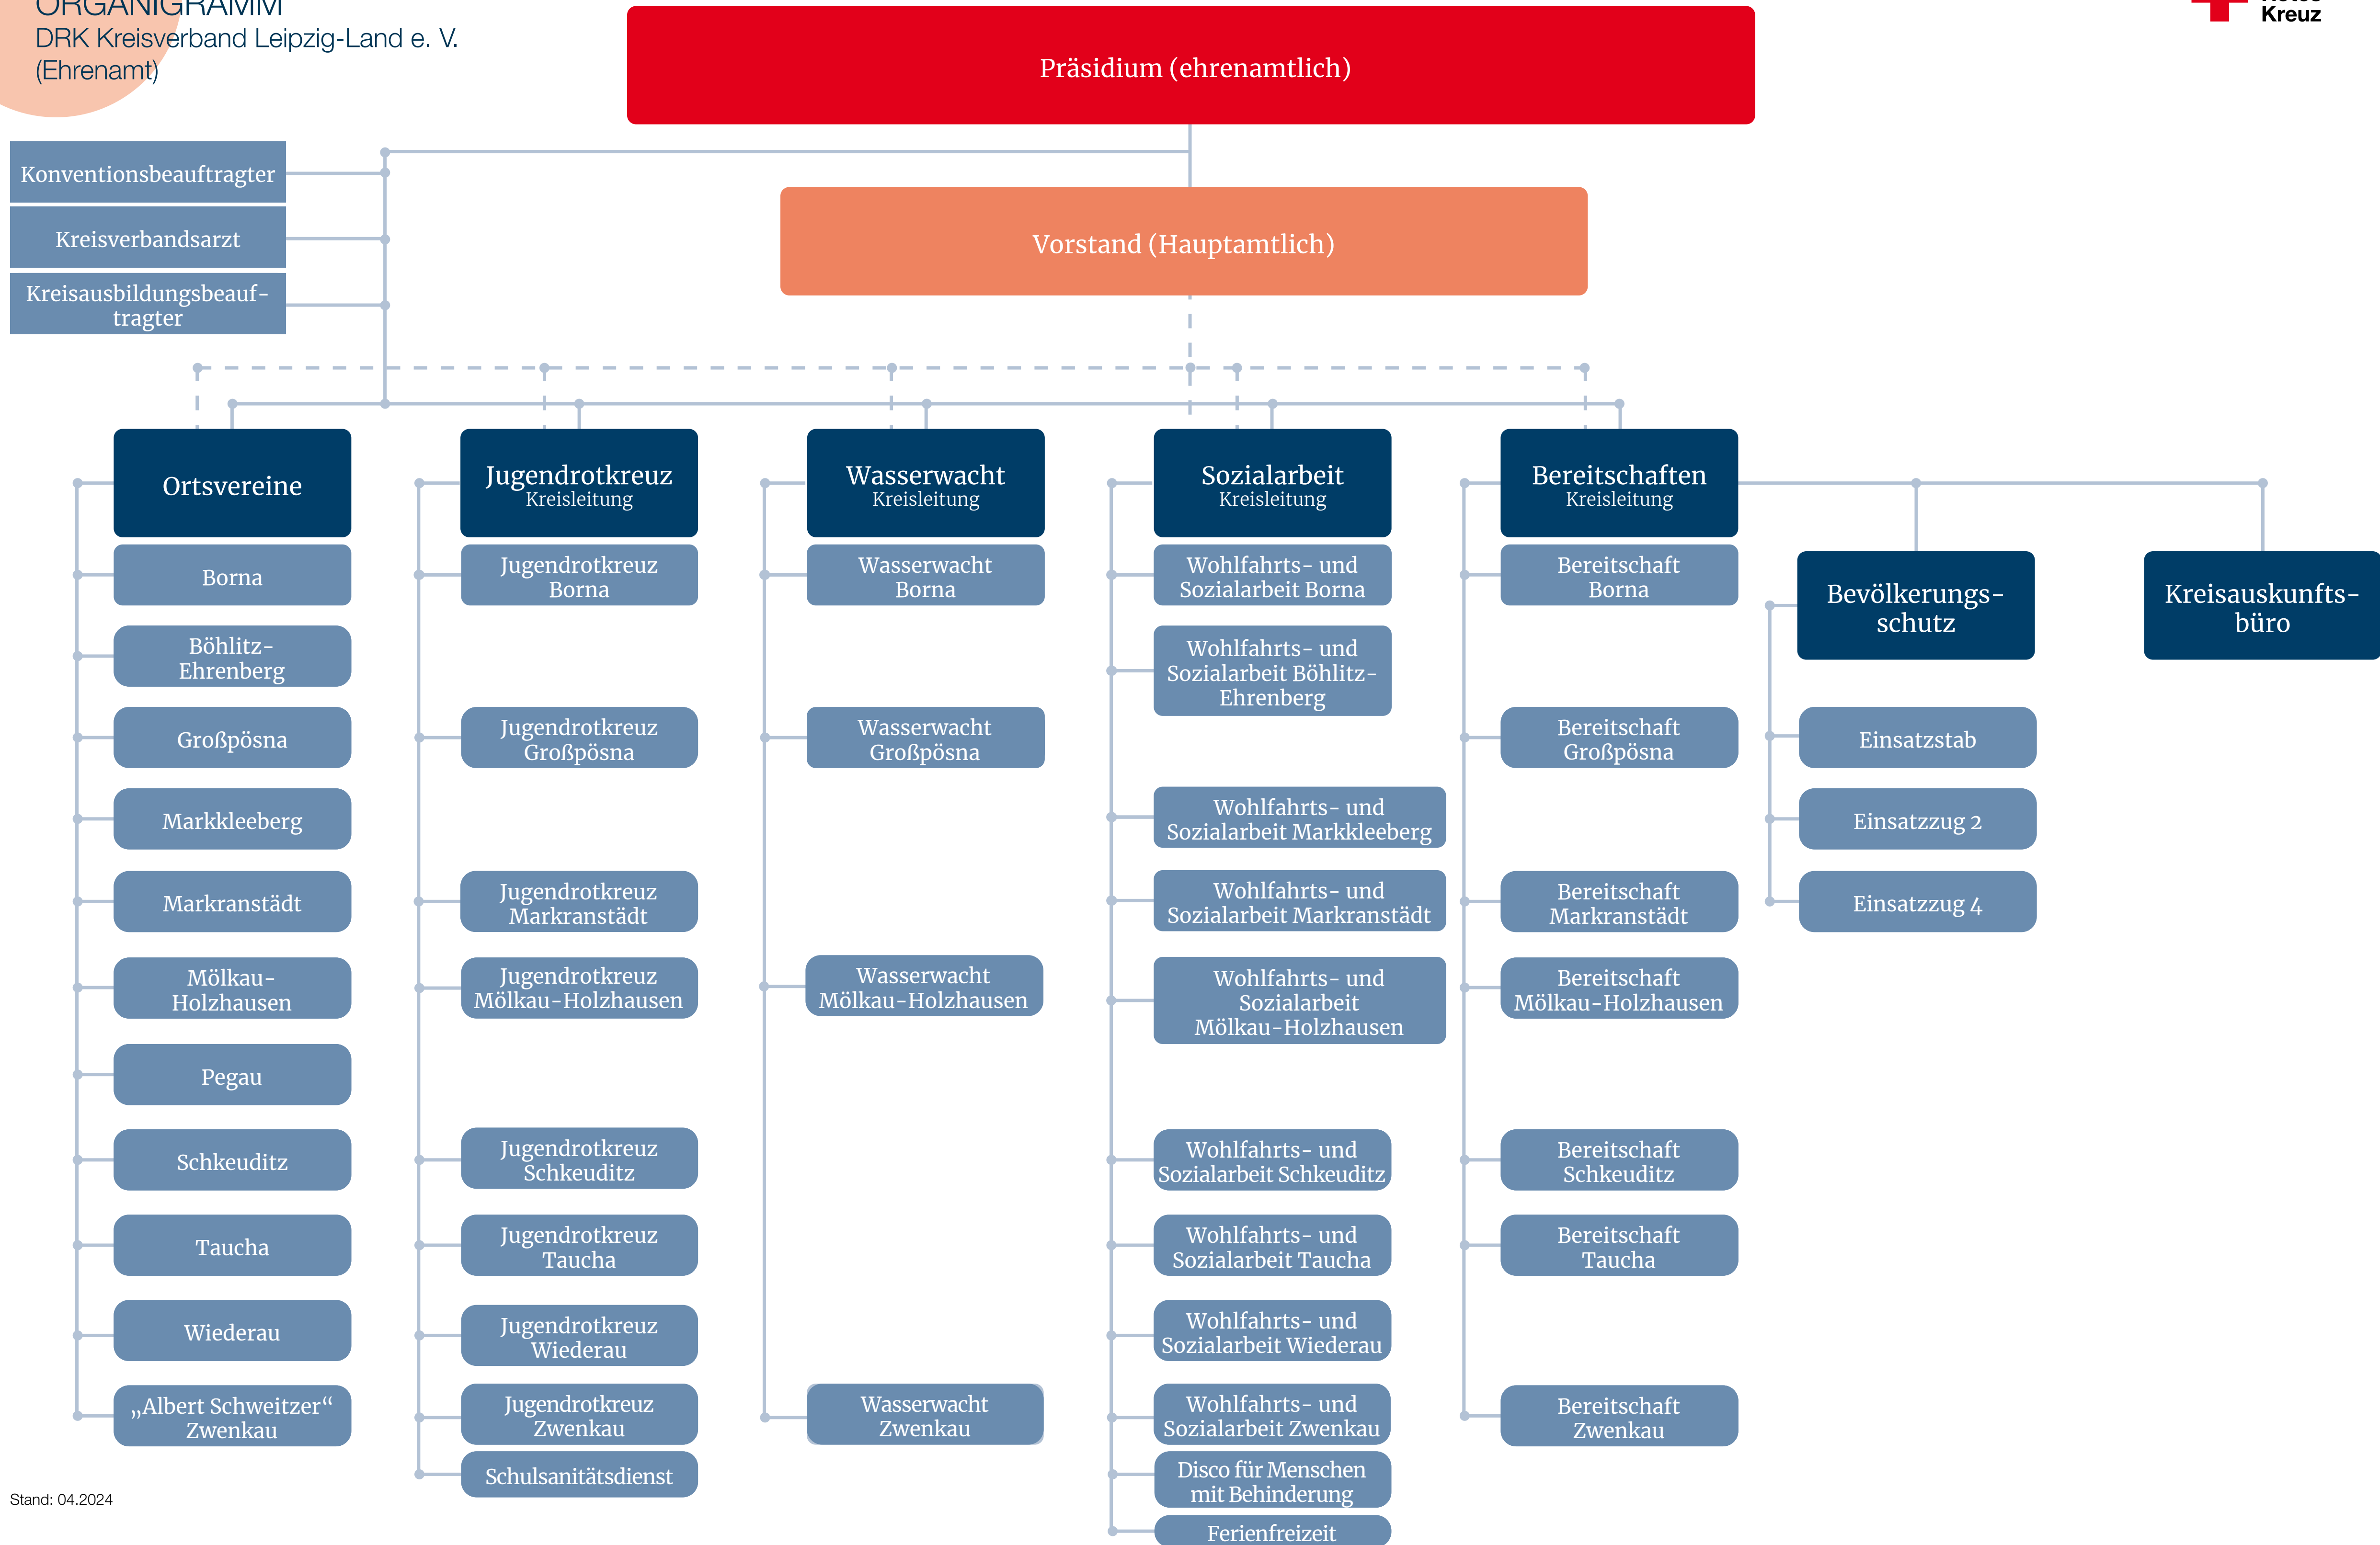 ORGANIGRAMM
DRK Kreisverband Leipzig-Land e. V.
(Ehrenamt)
Kreuz
Präsidium (ehrenamtlich)
Konventionsbeauftragter
Kreisverbandsarzt
Kreisausbildungsbeauf-
tragter
Vorstand (Hauptamtlich)
Ortsvereine
Borna
Böhlitz-
Ehrenberg
Großpösna
Markkleeberg
Markranstädt
Mölkau-
Holzhausen
Pegau
Schkeuditz
Taucha
Wiederau
„Albert Schweitzer“
Zwenkau
Jugendrotkreuz
Kreisleitung
Jugendrotkreuz
Borna
Jugendrotkreuz
Großpösna
Jugendrotkreuz
Markranstädt
Jugendrotkreuz
Mölkau-Holzhausen
Jugendrotkreuz
Schkeuditz
Jugendrotkreuz
Taucha
Jugendrotkreuz
Wiederau
Jugendrotkreuz
Zwenkau
Schulsanitätsdienst
Wasserwacht
Kreisleitung
Wasserwacht
Borna
Wasserwacht
Großpösna
Wasserwacht
Mölkau-Holzhausen
Wasserwacht
Zwenkau
Sozialarbeit
Kreisleitung
Wohlfahrts- und
Sozialarbeit Borna
Wohlfahrts- und
Sozialarbeit Böhlitz-
Ehrenberg
Wohlfahrts- und
Sozialarbeit Markkleeberg
Wohlfahrts- und
Sozialarbeit Markranstädt
Wohlfahrts- und
Sozialarbeit
Mölkau-Holzhausen
Wohlfahrts- und
Sozialarbeit Schkeuditz
Wohlfahrts- und
Sozialarbeit Taucha
Wohlfahrts- und
Sozialarbeit Wiederau
Wohlfahrts- und
Sozialarbeit Zwenkau
Disco für Menschen
mit Behinderung
Ferienfreizeit
Bereitschaften
Kreisleitung
Bereitschaft
Borna
Bereitschaft
Großpösna
Bereitschaft
Markranstädt
Bereitschaft
Mölkau-Holzhausen
Bereitschaft
Schkeuditz
Bereitschaft
Taucha
Bereitschaft
Zwenkau
Bevölkerungs-
schutz
Einsatzstab
Einsatzzug 2
Einsatzzug 4
Kreisauskunfts-
büro
Stand: 04.2024